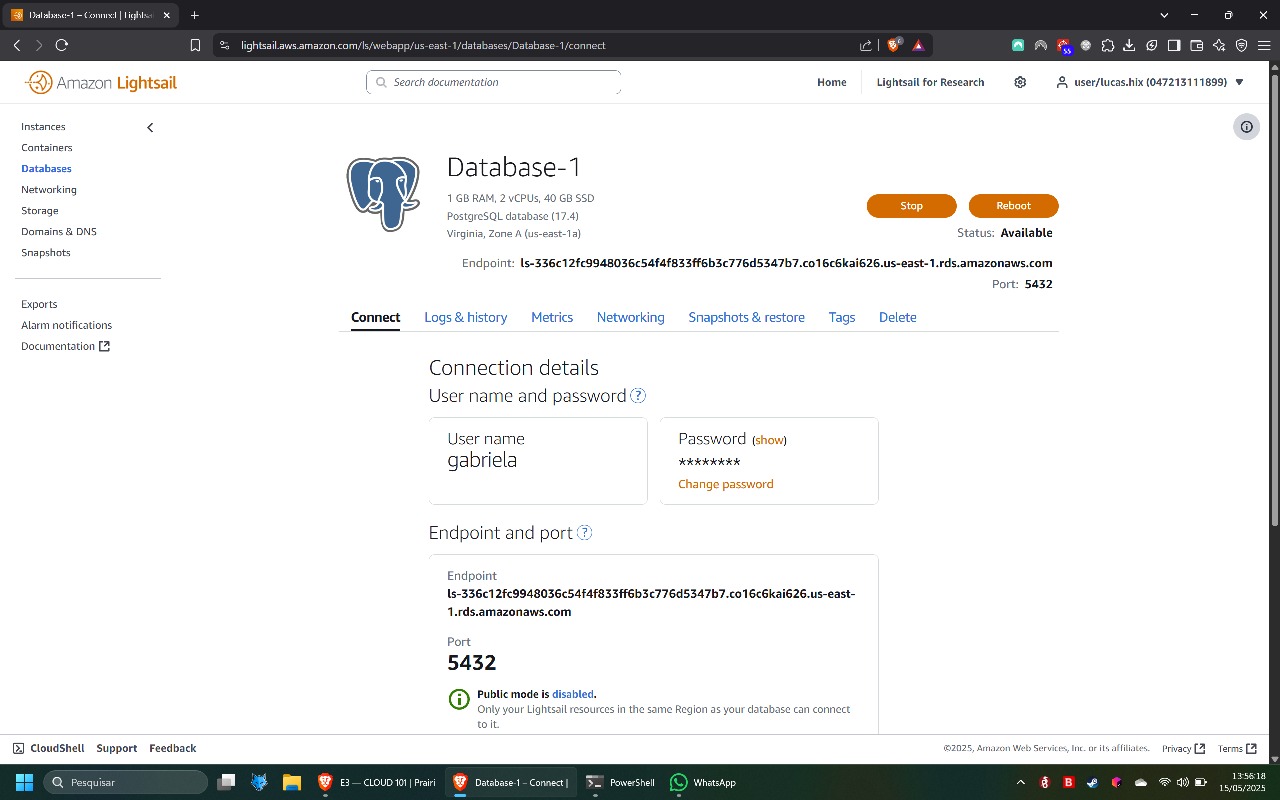 Database-1 – Connect | Lightsail
lightsail.aws.amazon.com/ls/webapp/us-east-1/databases/Database-1/connect
6
55
Amazon Lightsail
Search documentation
Home
Lightsail for Research
user/lucas.hix (047213111899)
Instances
Containers
Databases
Networking
Storage
Domains & DNS
Snapshots
Exports
Alarm notifications
Documentation
Database-1
1 GB RAM, 2 vCPUs, 40 GB SSD
PostgreSQL database (17.4)
Virginia, Zone A (us-east-1a)
Stop
Reboot
Status: Available
Endpoint: ls-336c12fc9948036c54f4f833ff6b3c776d5347b7.co16c6kai626.us-east-1.rds.amazonaws.com
Port: 5432
Connect
Logs & history
Metrics
Networking
Snapshots & restore
Tags
Delete
Connection details
User name and password ?
User name
gabriela
Password (show)
********
Change password
Endpoint and port ?
Endpoint
ls-336c12fc9948036c54f4f833ff6b3c776d5347b7.co16c6kai626.us-east-
1.rds.amazonaws.com
Port
5432
Public mode is disabled.
Only your Lightsail resources in the same Region as your database can connect
to it.
CloudShell
Support
Feedback
©2025, Amazon Web Services, Inc. or its affiliates.
Privacy
Terms
Pesquisar
E3 — CLOUD 101 | Prairi
Database-1 – Connect |
PowerShell
WhatsApp
13:56:18
15/05/2025